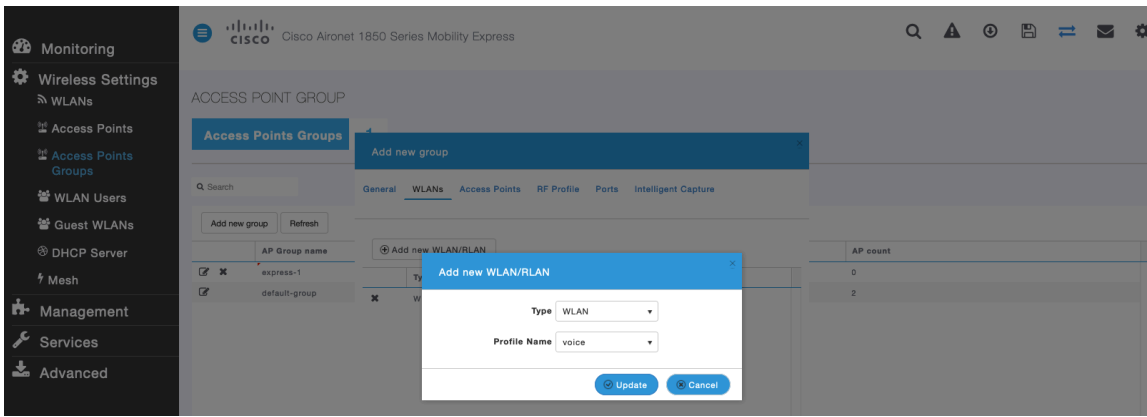 Monitoring
Wireless Settings
WLANs
Access Points
Access Points
Groups
WLAN Users
Guest WLANs
DHCP Server
Mesh
Management
Services
Advanced
CISCO Cisco Aironet 1850 Series Mobility Express
ACCESS POINT GROUP
Access Points Groups
Search
Add new group Refresh
AP Group name AP count
express-1 0
default-group 2
Add new group
General WLANs Access Points RF Profile Ports Intelligent Capture
Add new WLAN/RLAN
Add new WLAN/RLAN
Type WLAN
Profile Name voice
Update Cancel